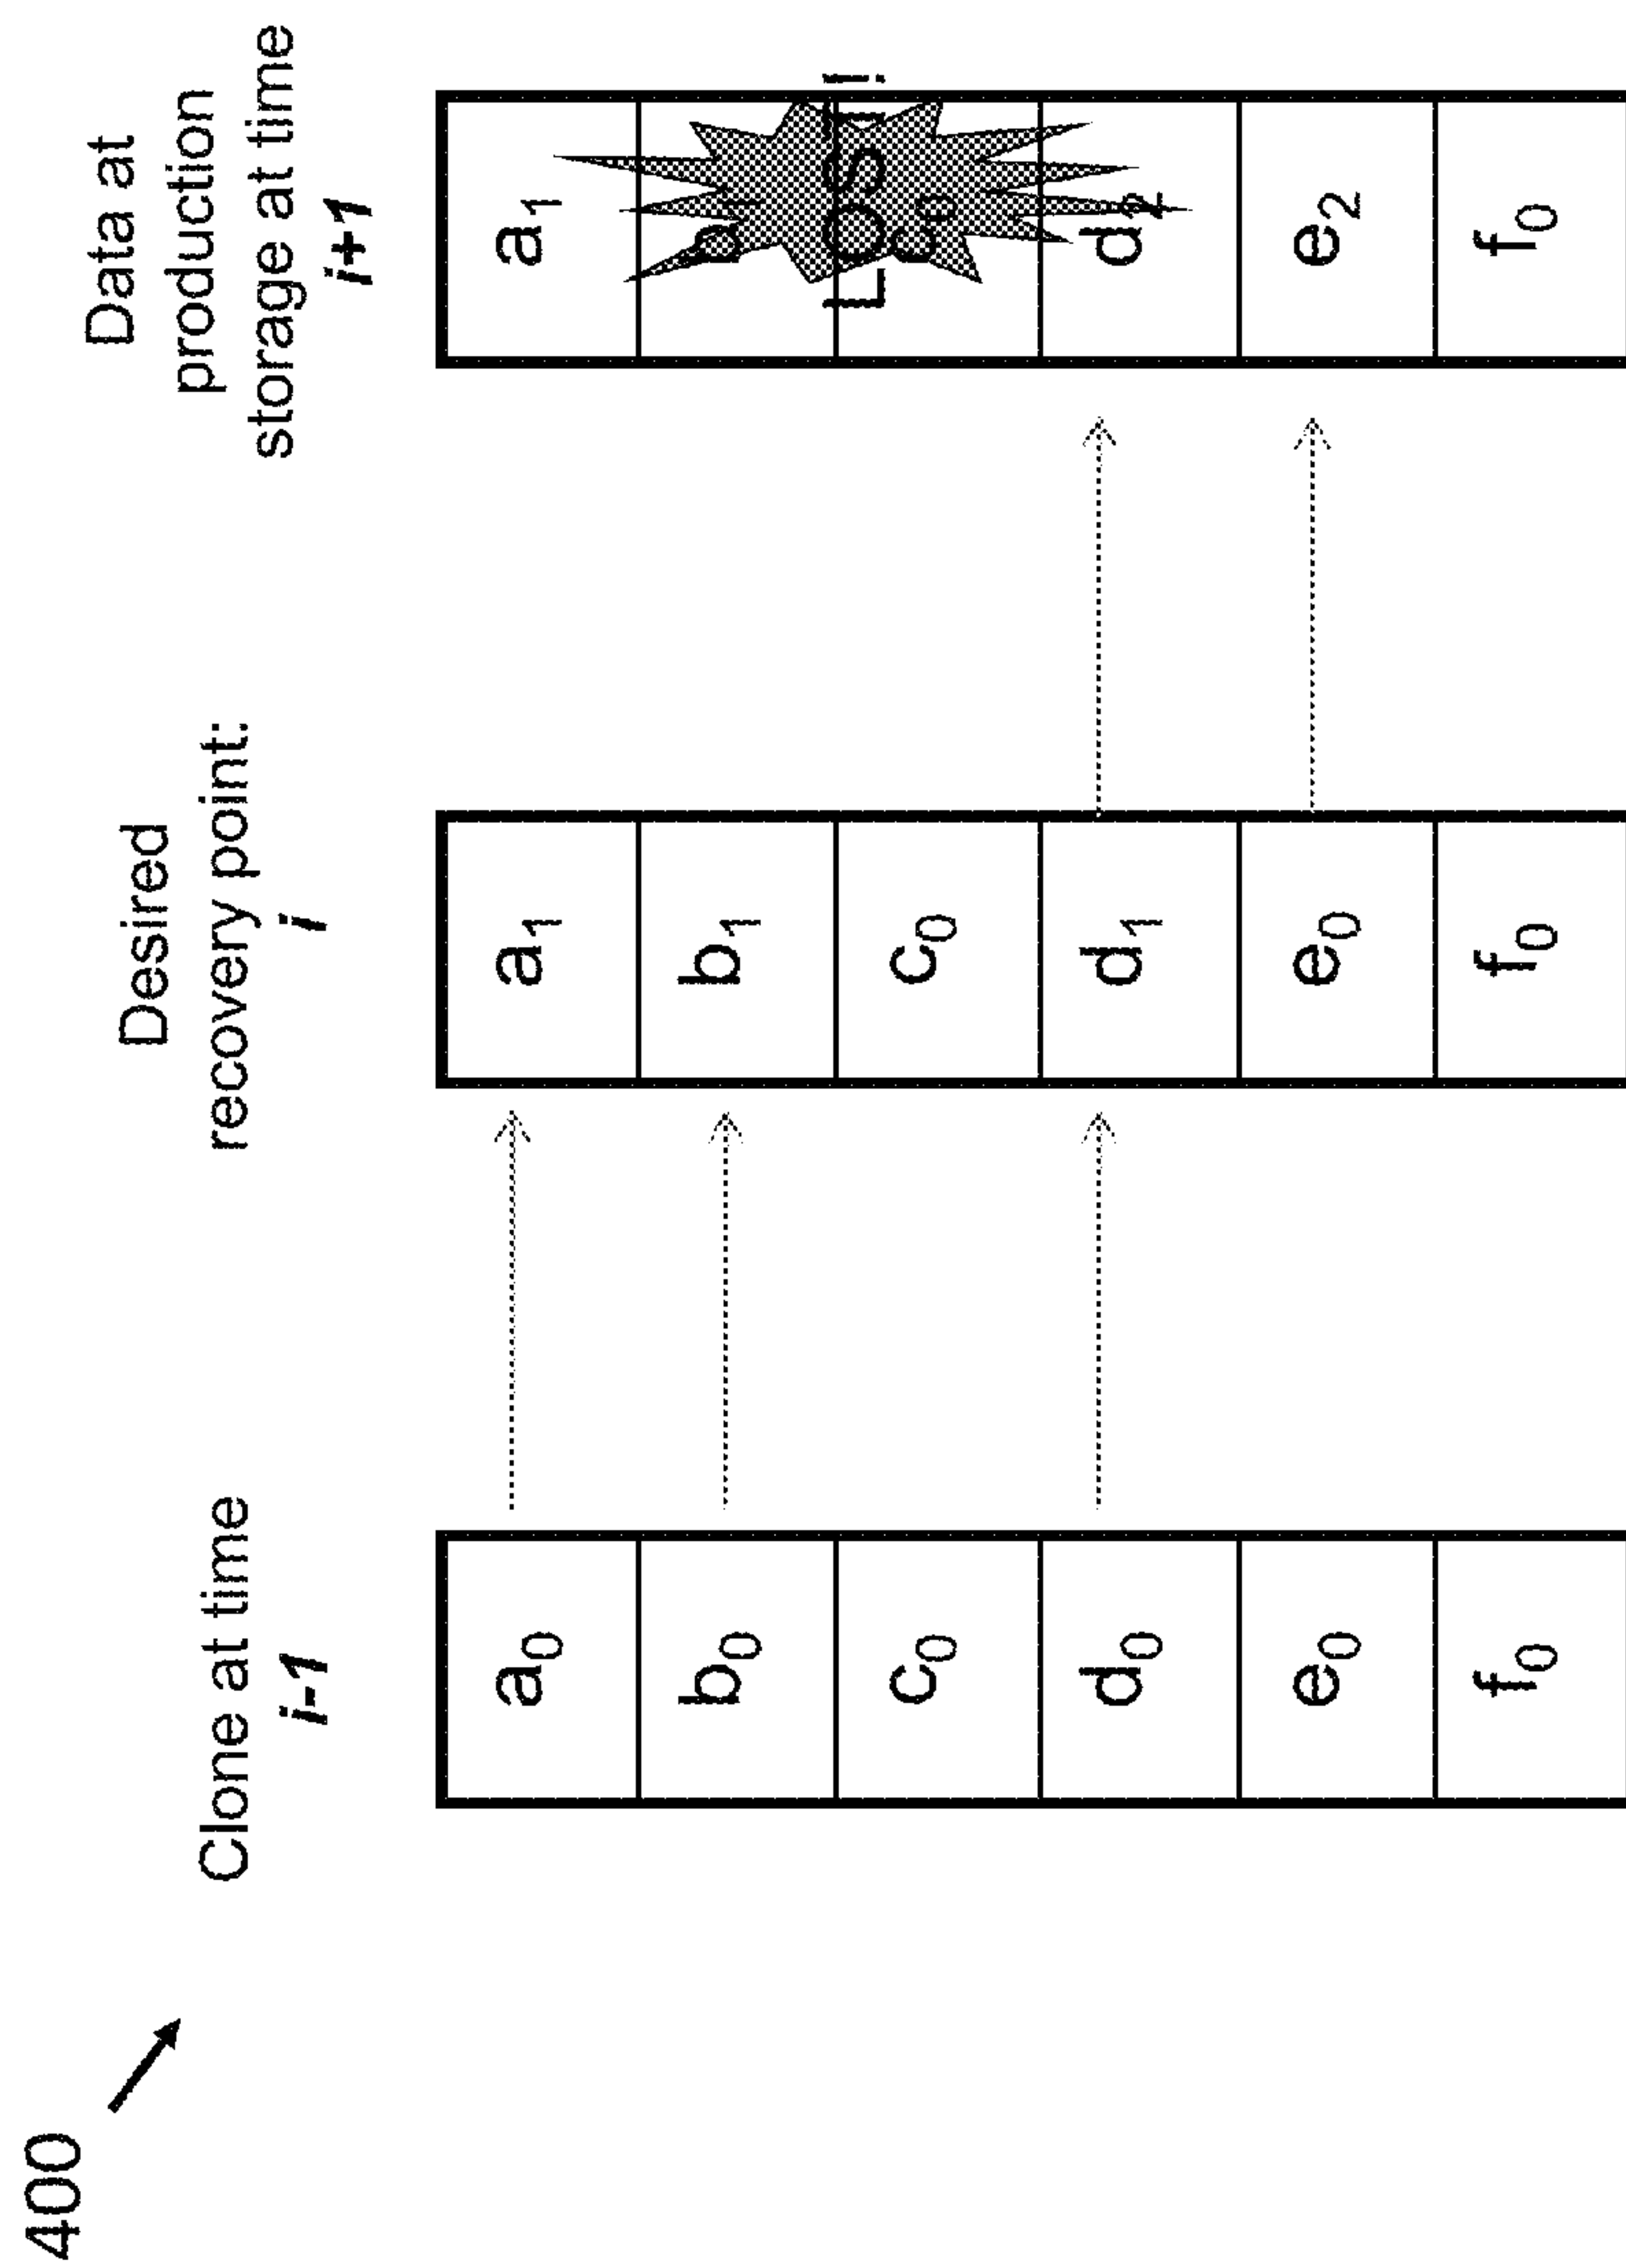 400
Clone at time
i-1
a0
b0
c0
d0
e0
f0
Desired
recovery point:
i
a1
b1
c0
d1
e0
f0
Data at
production
storage at time
i+1
a1
c0
d2
e2
f0